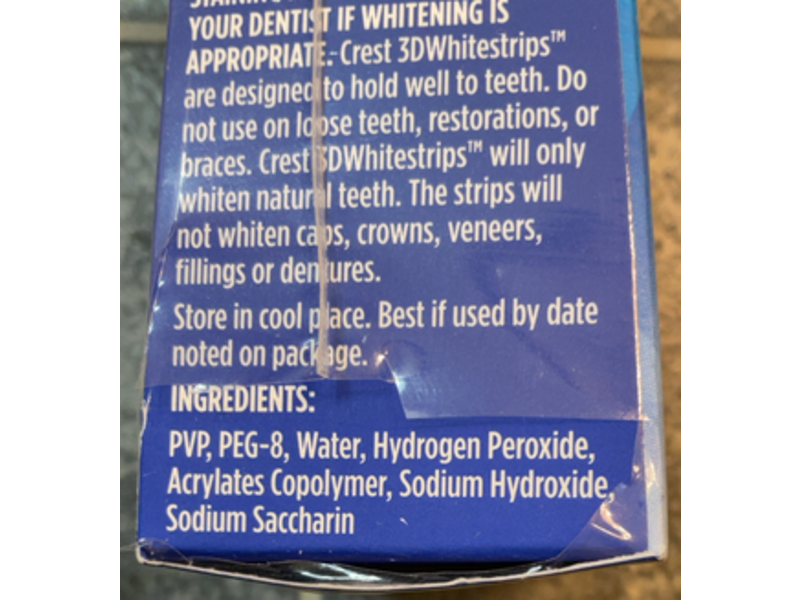 STAINING
YOUR DENTIST IF WHITENING IS
APPROPRIATE.-Crest 3DWhitestrips™
are designed to hold well to teeth. Do
not use on loose teeth, restorations, or
braces. Crest 3DWhitestrips™ will only
whiten natural teeth. The strips will
not whiten caps, crowns, veneers,
fillings or dentures.
Store in cool place. Best if used by date
noted on package.
INGREDIENTS:
PVP, PEG-8, Water, Hydrogen Peroxide,
Acrylates Copolymer, Sodium Hydroxide,
Sodium Saccharin